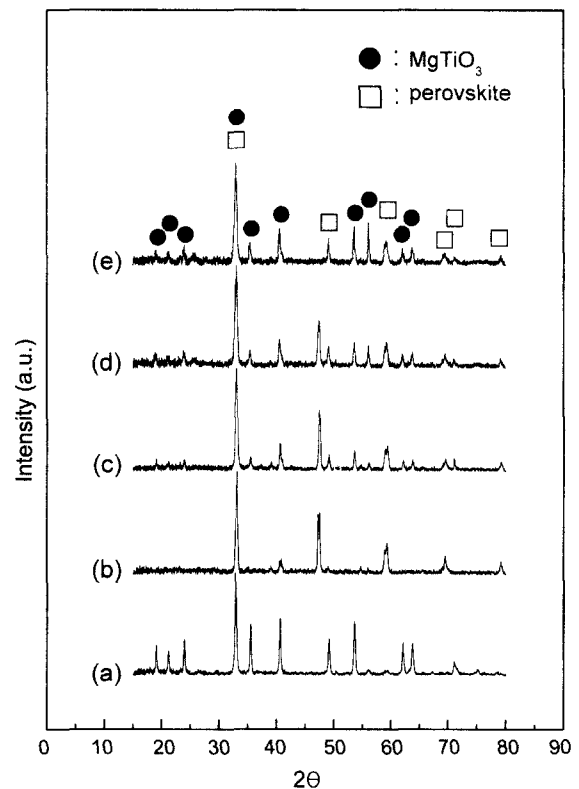 : MgTiO₃
: perovskite
(e)
(d)
(c)
(b)
(a)
Intensity (a.u.)
0 10 20 30 40 50 60 70 80 90
2Θ